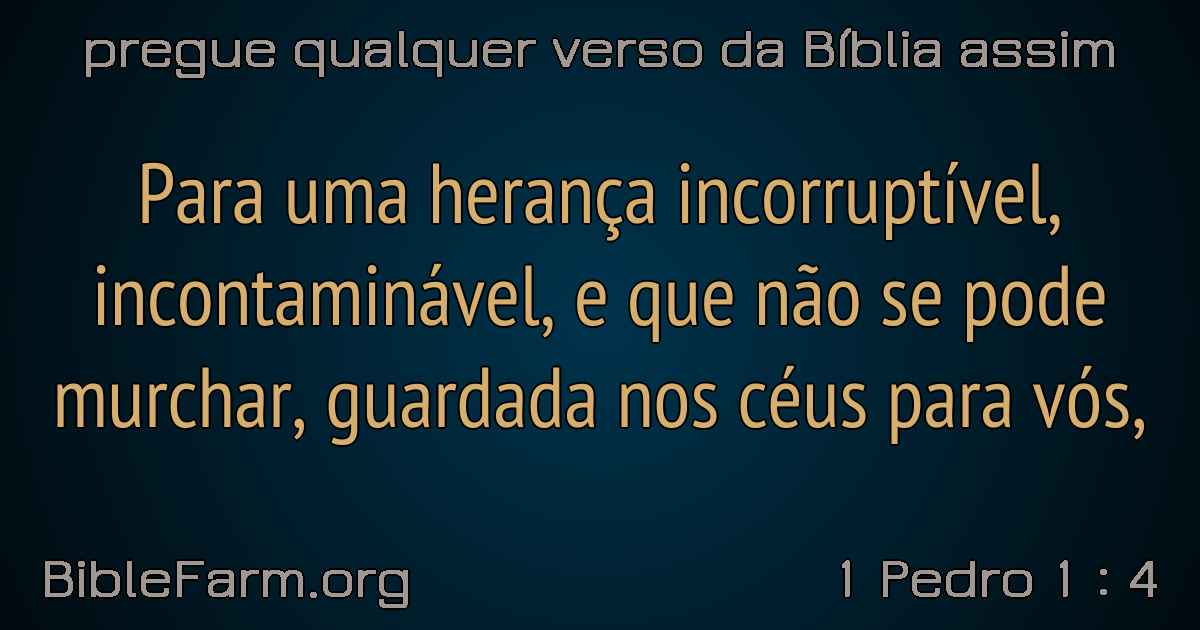 pregue qualquer verso da Bíblia assim
Para uma herança incorruptível,
incontaminável, e que não se pode
murchar, guardada nos céus para vós,
BibleFarm.org
1 Pedro 1 : 4